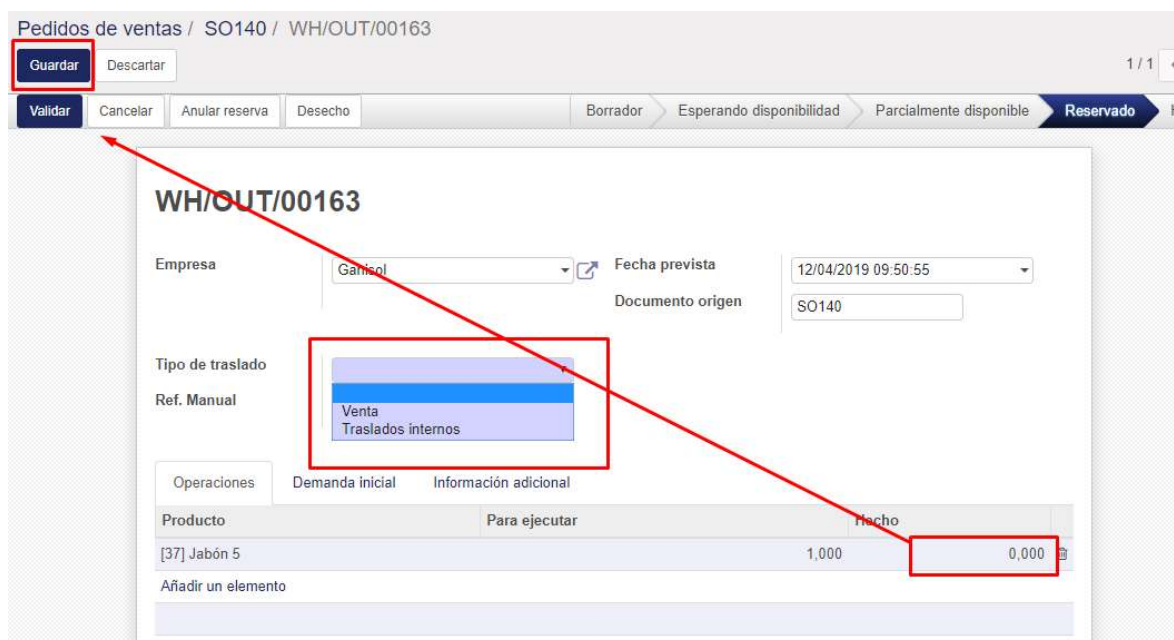 Pedidos de ventas / SO140 / WH/OUT/00163
Guardar Descartar 1 / 1
Validar Cancelar Anular reserva Desecho Borrador Esperando disponibilidad Parcialmente disponible Reservado
WH/OUT/00163
Empresa Ganisol Fecha prevista 12/04/2019 09:50:55
Documento origen SO140
Tipo de traslado
Ref. Manual
Venta
Traslados internos
Operaciones Demanda inicial Información adicional
Producto Para ejecutar Hecho
[37] Jabón 5 1,000 0,000
Añadir un elemento